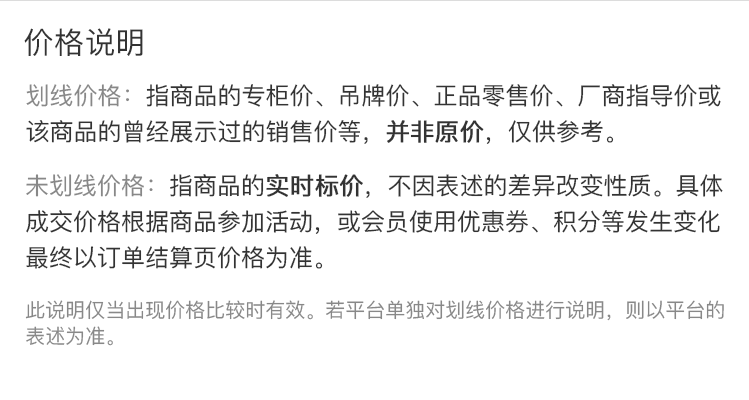 价格说明
划线价格：指商品的专柜价、吊牌价、正品零售价、厂商指导价或
该商品的曾经展示过的销售价等，并非原价，仅供参考。
未划线价格：指商品的实时标价，不因表述的差异改变性质。具体
成交价格根据商品参加活动，或会员使用优惠券、积分等发生变化
最终以订单结算页价格为准。
此说明仅当出现价格比较时有效。若平台单独对划线价格进行说明，则以平台的
表述为准。